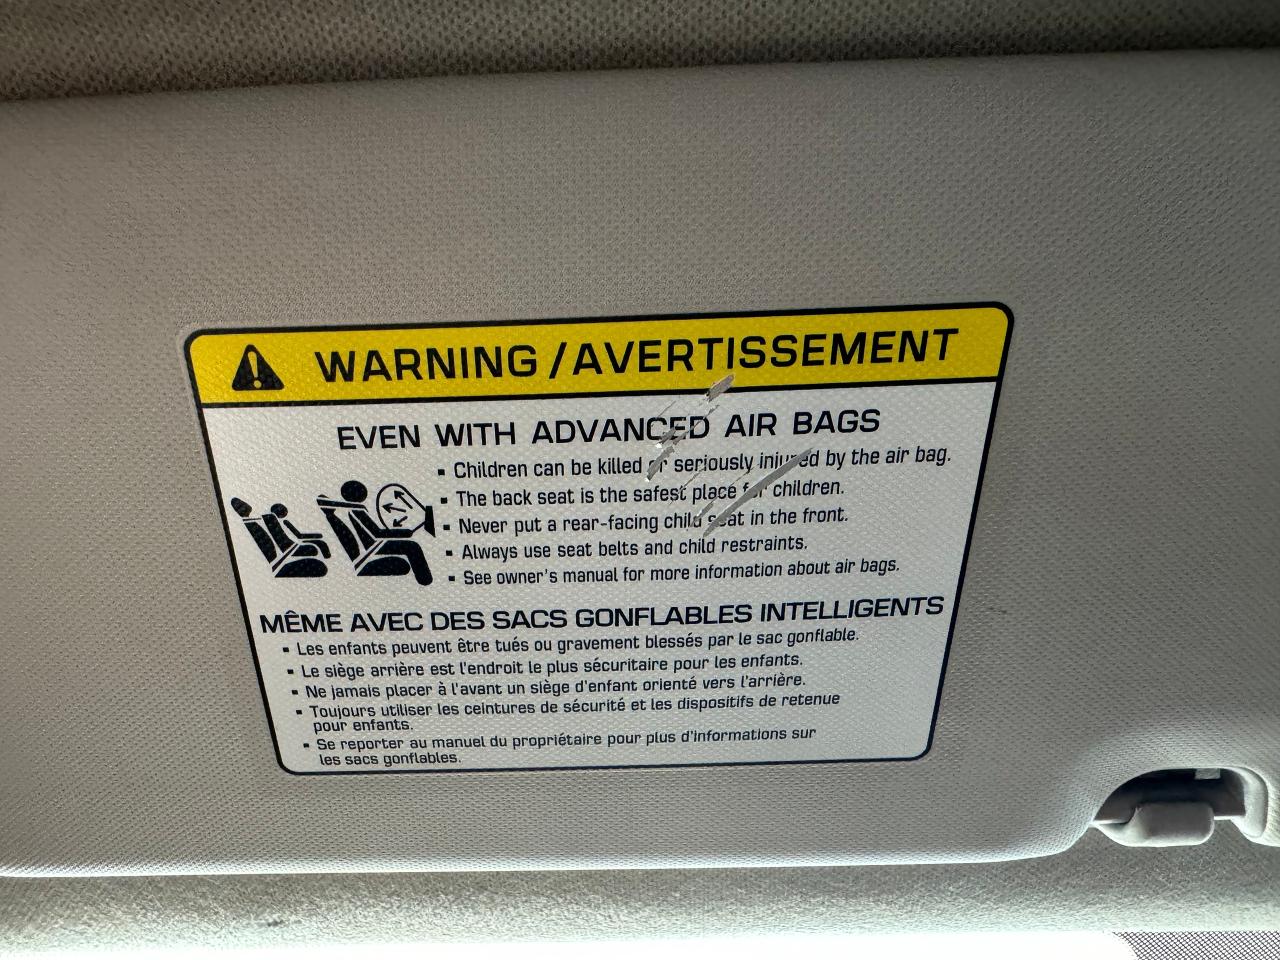 WARNING / AVERTISSEMENT
EVEN WITH ADVANCED AIR BAGS
▪ Children can be killed or seriously injured by the air bag.
▪ The back seat is the safest place for children.
▪ Never put a rear-facing child seat in the front.
▪ Always use seat belts and child restraints.
▪ See owner's manual for more information about air bags.
MÊME AVEC DES SACS GONFLABLES INTELLIGENTS
▪ Les enfants peuvent être tués ou gravement blessés par le sac gonflable.
▪ Le siège arrière est l'endroit le plus sécuritaire pour les enfants.
▪ Ne jamais placer à l'avant un siège d'enfant orienté vers l'arrière.
▪ Toujours utiliser les ceintures de sécurité et les dispositifs de retenue
pour enfants.
▪ Se reporter au manuel du propriétaire pour plus d'informations sur
les sacs gonflables.